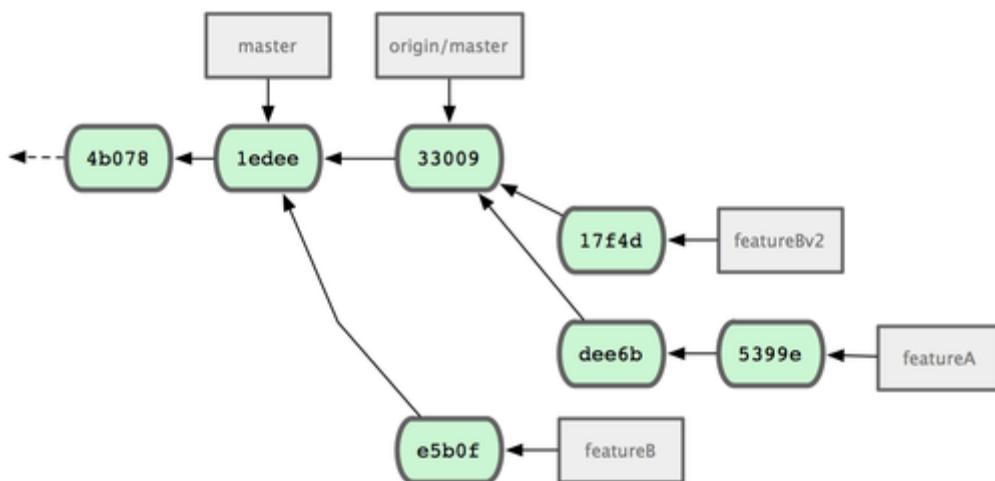 master
origin/master
4b078
1edee
33009
17f4d
featureBv2
dee6b
5399e
featureA
e5b0f
featureB